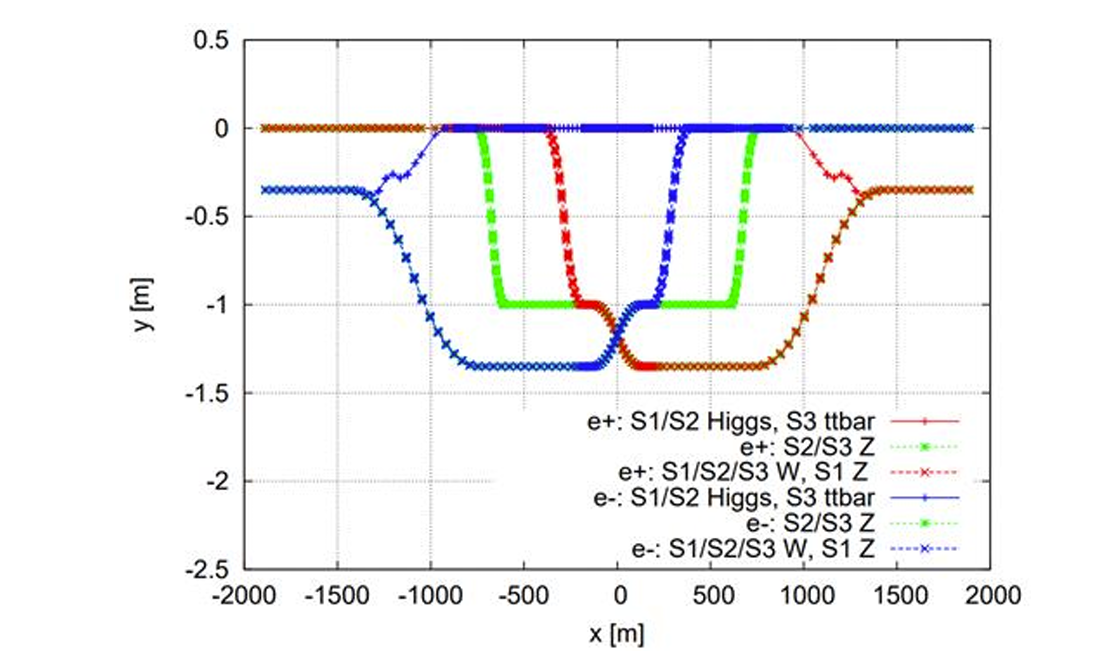 0.5
0
-0.5
-1
-1.5
-2
-2.5
y [m]
e+: S1/S2 Higgs, S3 ttbar
e+: S2/S3 Z
e+: S1/S2/S3 W, S1 Z
e-: S1/S2 Higgs, S3 ttbar
e-: S2/S3 Z
e-: S1/S2/S3 W, S1 Z
-2000 -1500 -1000 -500 0 500 1000 1500 2000
x [m]